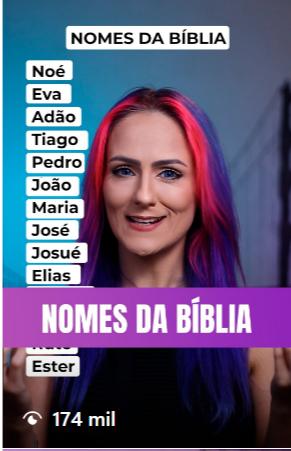 NOMES DA BÍBLIA
Noé
Eva
Adão
Tiago
Pedro
João
Maria
José
Josué
Elias
NOMES DA BÍBLIA
Ester
174 mil